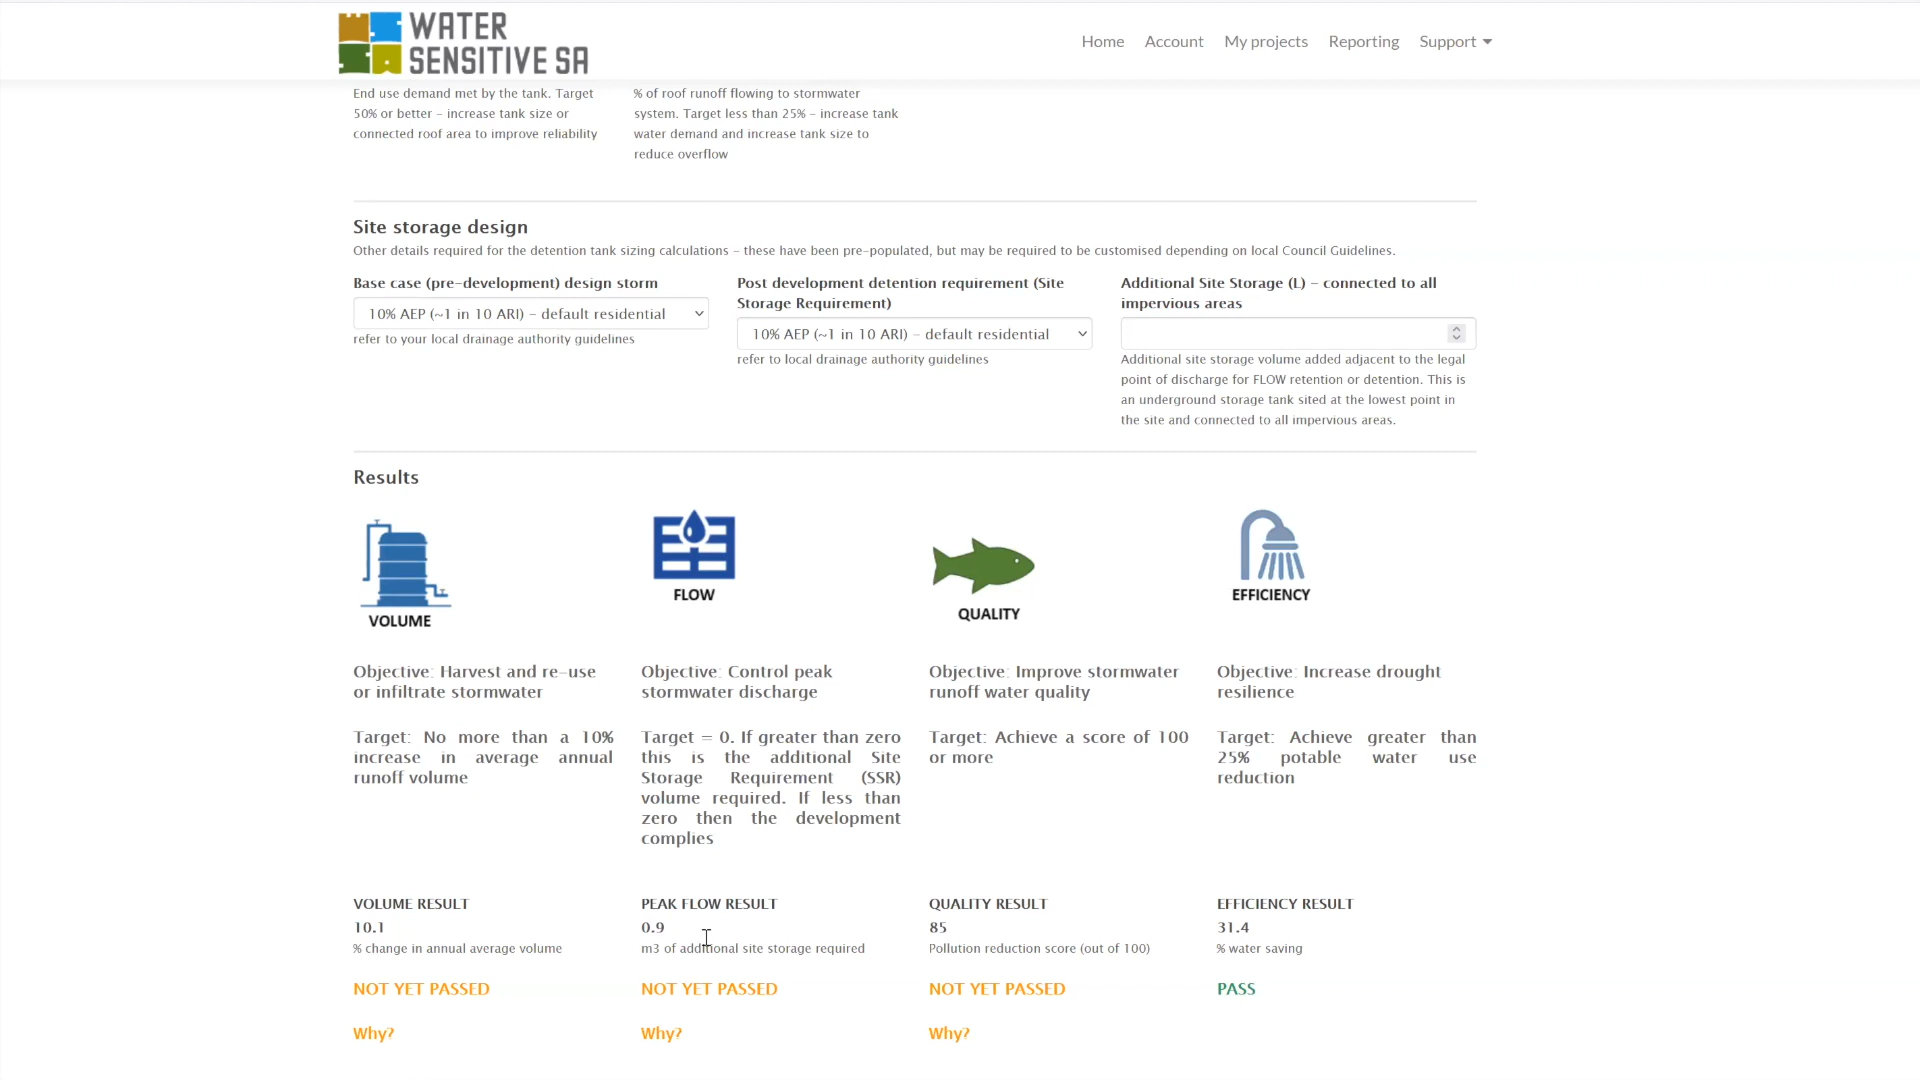 WATER
SENSITIVE SA
Home Account My projects Reporting Support
End use demand met by the tank. Target
50% or better – increase tank size or
connected roof area to improve reliability
% of roof runoff flowing to stormwater
system. Target less than 25% – increase tank
water demand and increase tank size to
reduce overflow
Site storage design
Other details required for the detention tank sizing calculations – these have been pre-populated, but may be required to be customised depending on local Council Guidelines.
Base case (pre-development) design storm
10% AEP (~1 in 10 ARI) – default residential
refer to your local drainage authority guidelines
Post development detention requirement (Site
Storage Requirement)
10% AEP (~1 in 10 ARI) – default residential
refer to local drainage authority guidelines
Additional Site Storage (L) – connected to all
impervious areas
Additional site storage volume added adjacent to the legal
point of discharge for FLOW retention or detention. This is
an underground storage tank sited at the lowest point in
the site and connected to all impervious areas.
Results
VOLUME
FLOW
QUALITY
EFFICIENCY
Objective: Harvest and re-use
or infiltrate stormwater
Target: No more than a 10%
increase in average annual
runoff volume
Objective: Control peak
stormwater discharge
Target = 0. If greater than zero
this is the additional Site
Storage Requirement (SSR)
volume required. If less than
zero then the development
complies
Objective: Improve stormwater
runoff water quality
Target: Achieve a score of 100
or more
Objective: Increase drought
resilience
Target: Achieve greater than
25% potable water use
reduction
VOLUME RESULT
10.1
% change in annual average volume
NOT YET PASSED
Why?
PEAK FLOW RESULT
0.9
m3 of additional site storage required
NOT YET PASSED
Why?
QUALITY RESULT
85
Pollution reduction score (out of 100)
NOT YET PASSED
Why?
EFFICIENCY RESULT
31.4
% water saving
PASS